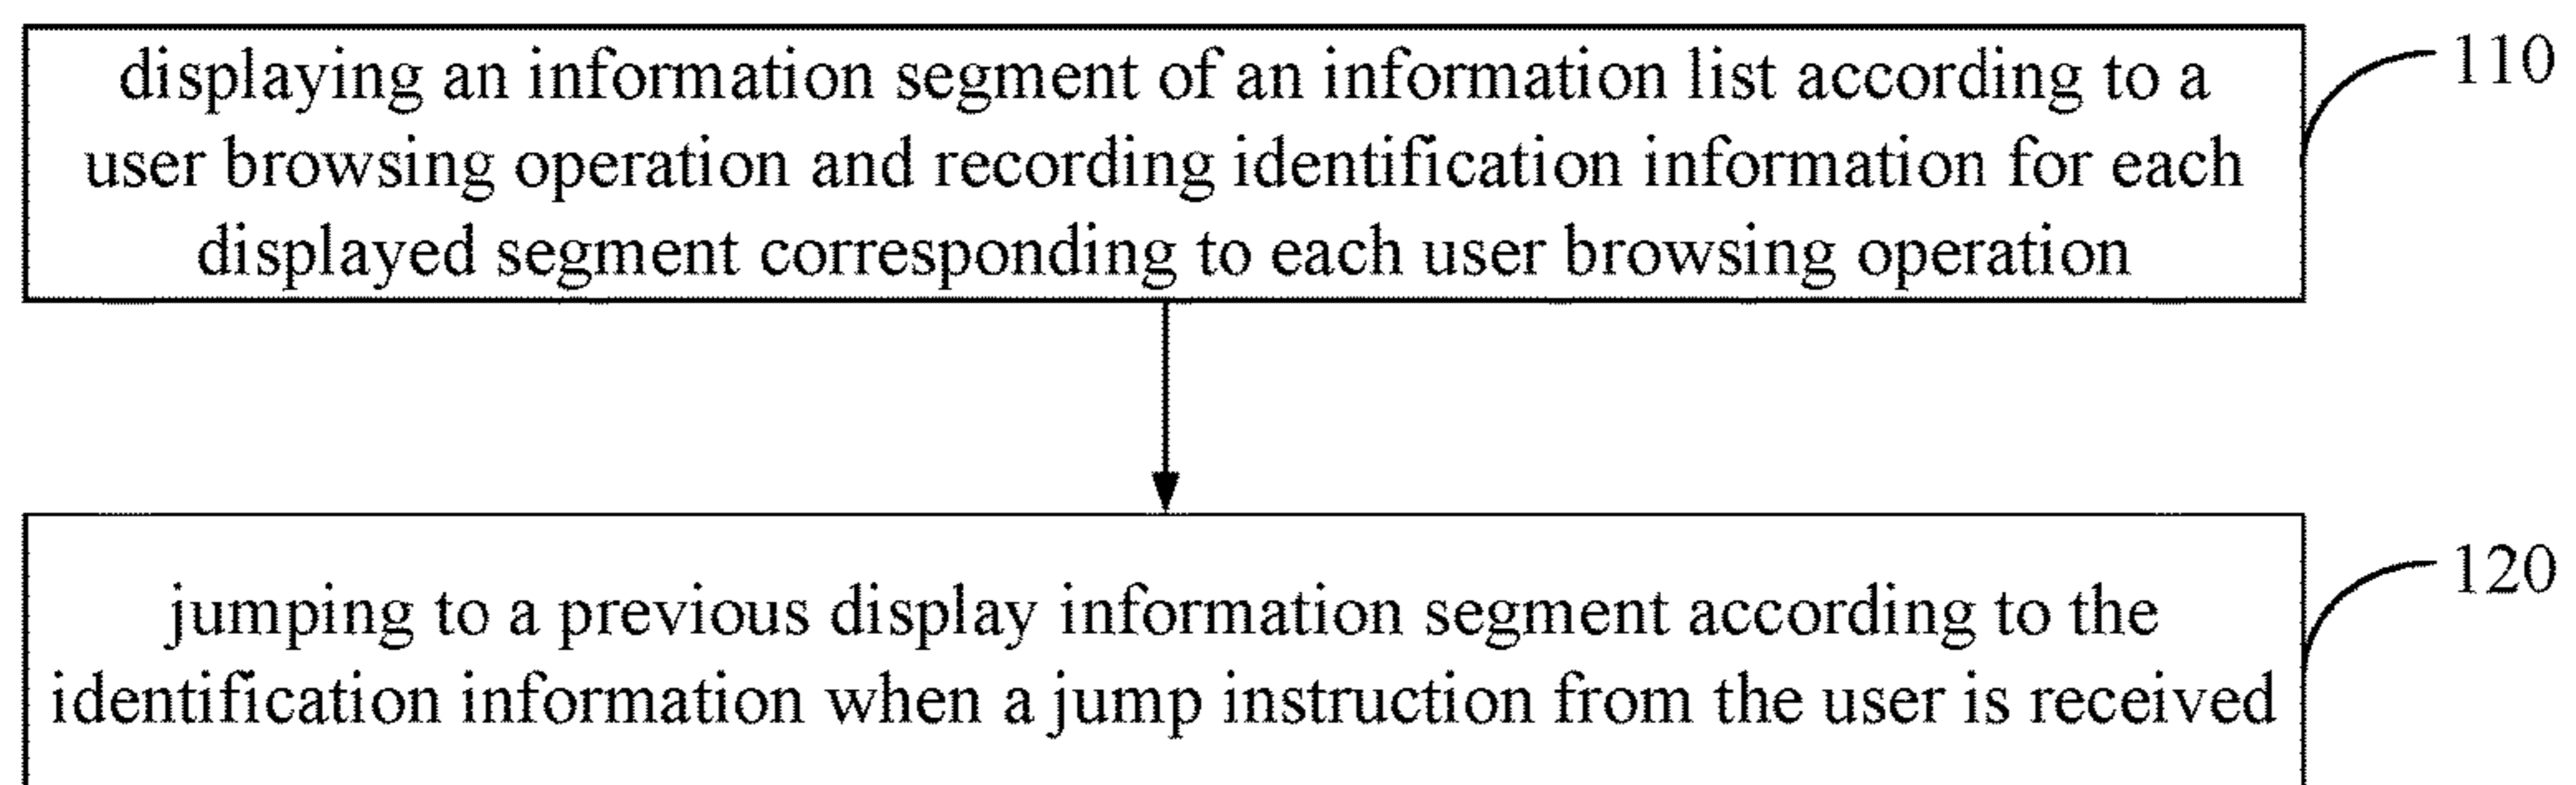 displaying an information segment of an information list according to a
user browsing operation and recording identification information for each
displayed segment corresponding to each user browsing operation
110
jumping to a previous display information segment according to the
identification information when a jump instruction from the user is received
120